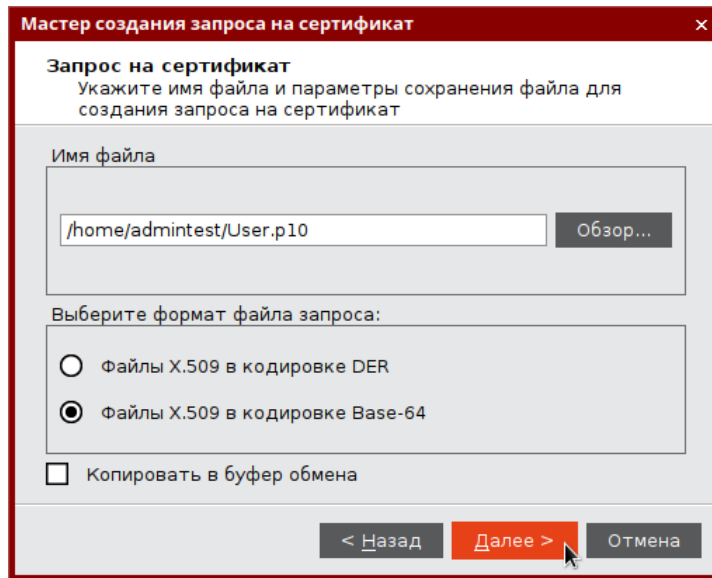 Мастер создания запроса на сертификат
Запрос на сертификат
Укажите имя файла и параметры сохранения файла для
создания запроса на сертификат
Имя файла
/home/admintest/User.p10
Обзор...
Выберите формат файла запроса:
Файлы X.509 в кодировке DER
Файлы X.509 в кодировке Base-64
Копировать в буфер обмена
< Назад
Далее >
Отмена